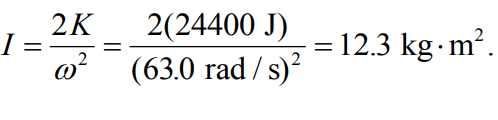 I = 2K/ω² = 2(24400 J)/(63.0 rad / s)² = 12.3 kg·m².